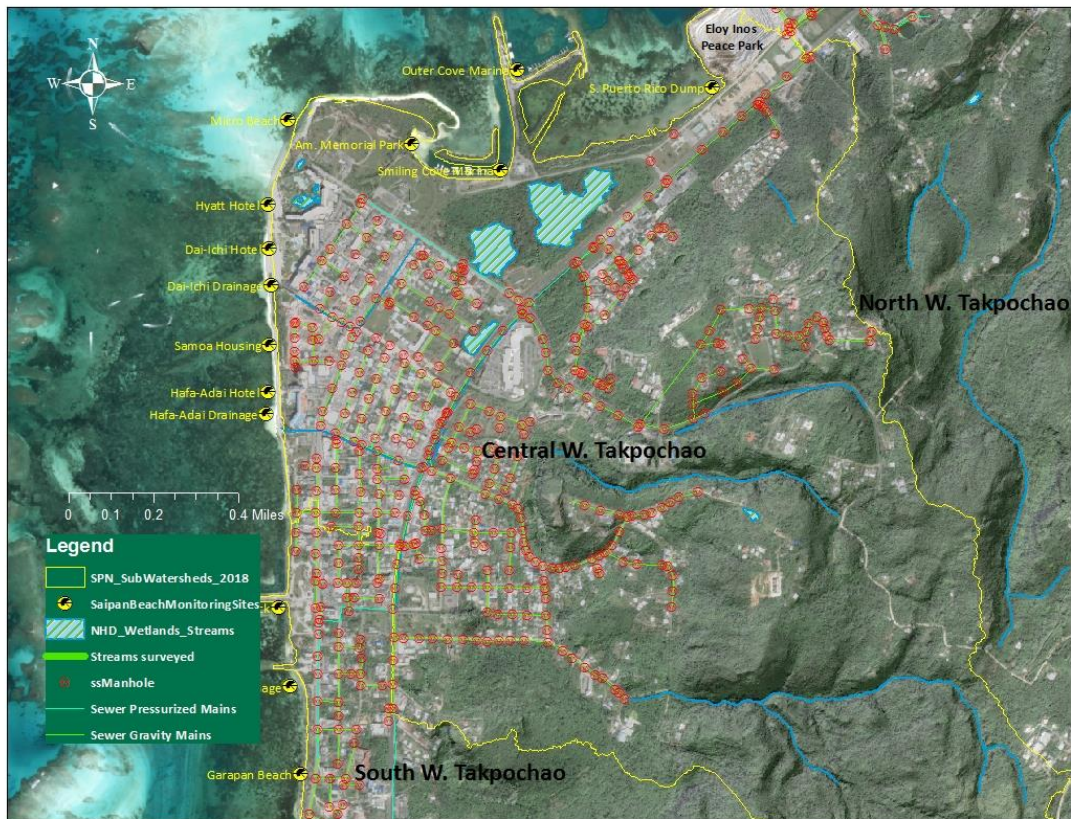 Eloy Inos
Peace Park
N
W E
S
Outer Cove Marina
S. Puerto Rico Dump
Micro Beach
Am. Memorial Park
Smiling Cove Marina
Hyatt Hotel
Dai-Ichi Hotel
Dai-Ichi Drainage
North W. Takpochao
Samoa Housing
Hafa-Adai Hotel
Hafa-Adai Drainage
Central W. Takpochao
0 0.1 0.2 0.4 Miles
Legend
SPN_SubWatersheds_2018
SaipanBeachMonitoringSites
NHD_Wetlands_Streams
Streams surveyed
ssManhole
Sewer Pressurized Mains
Sewer Gravity Mains
Garapan Beach
South W. Takpochao